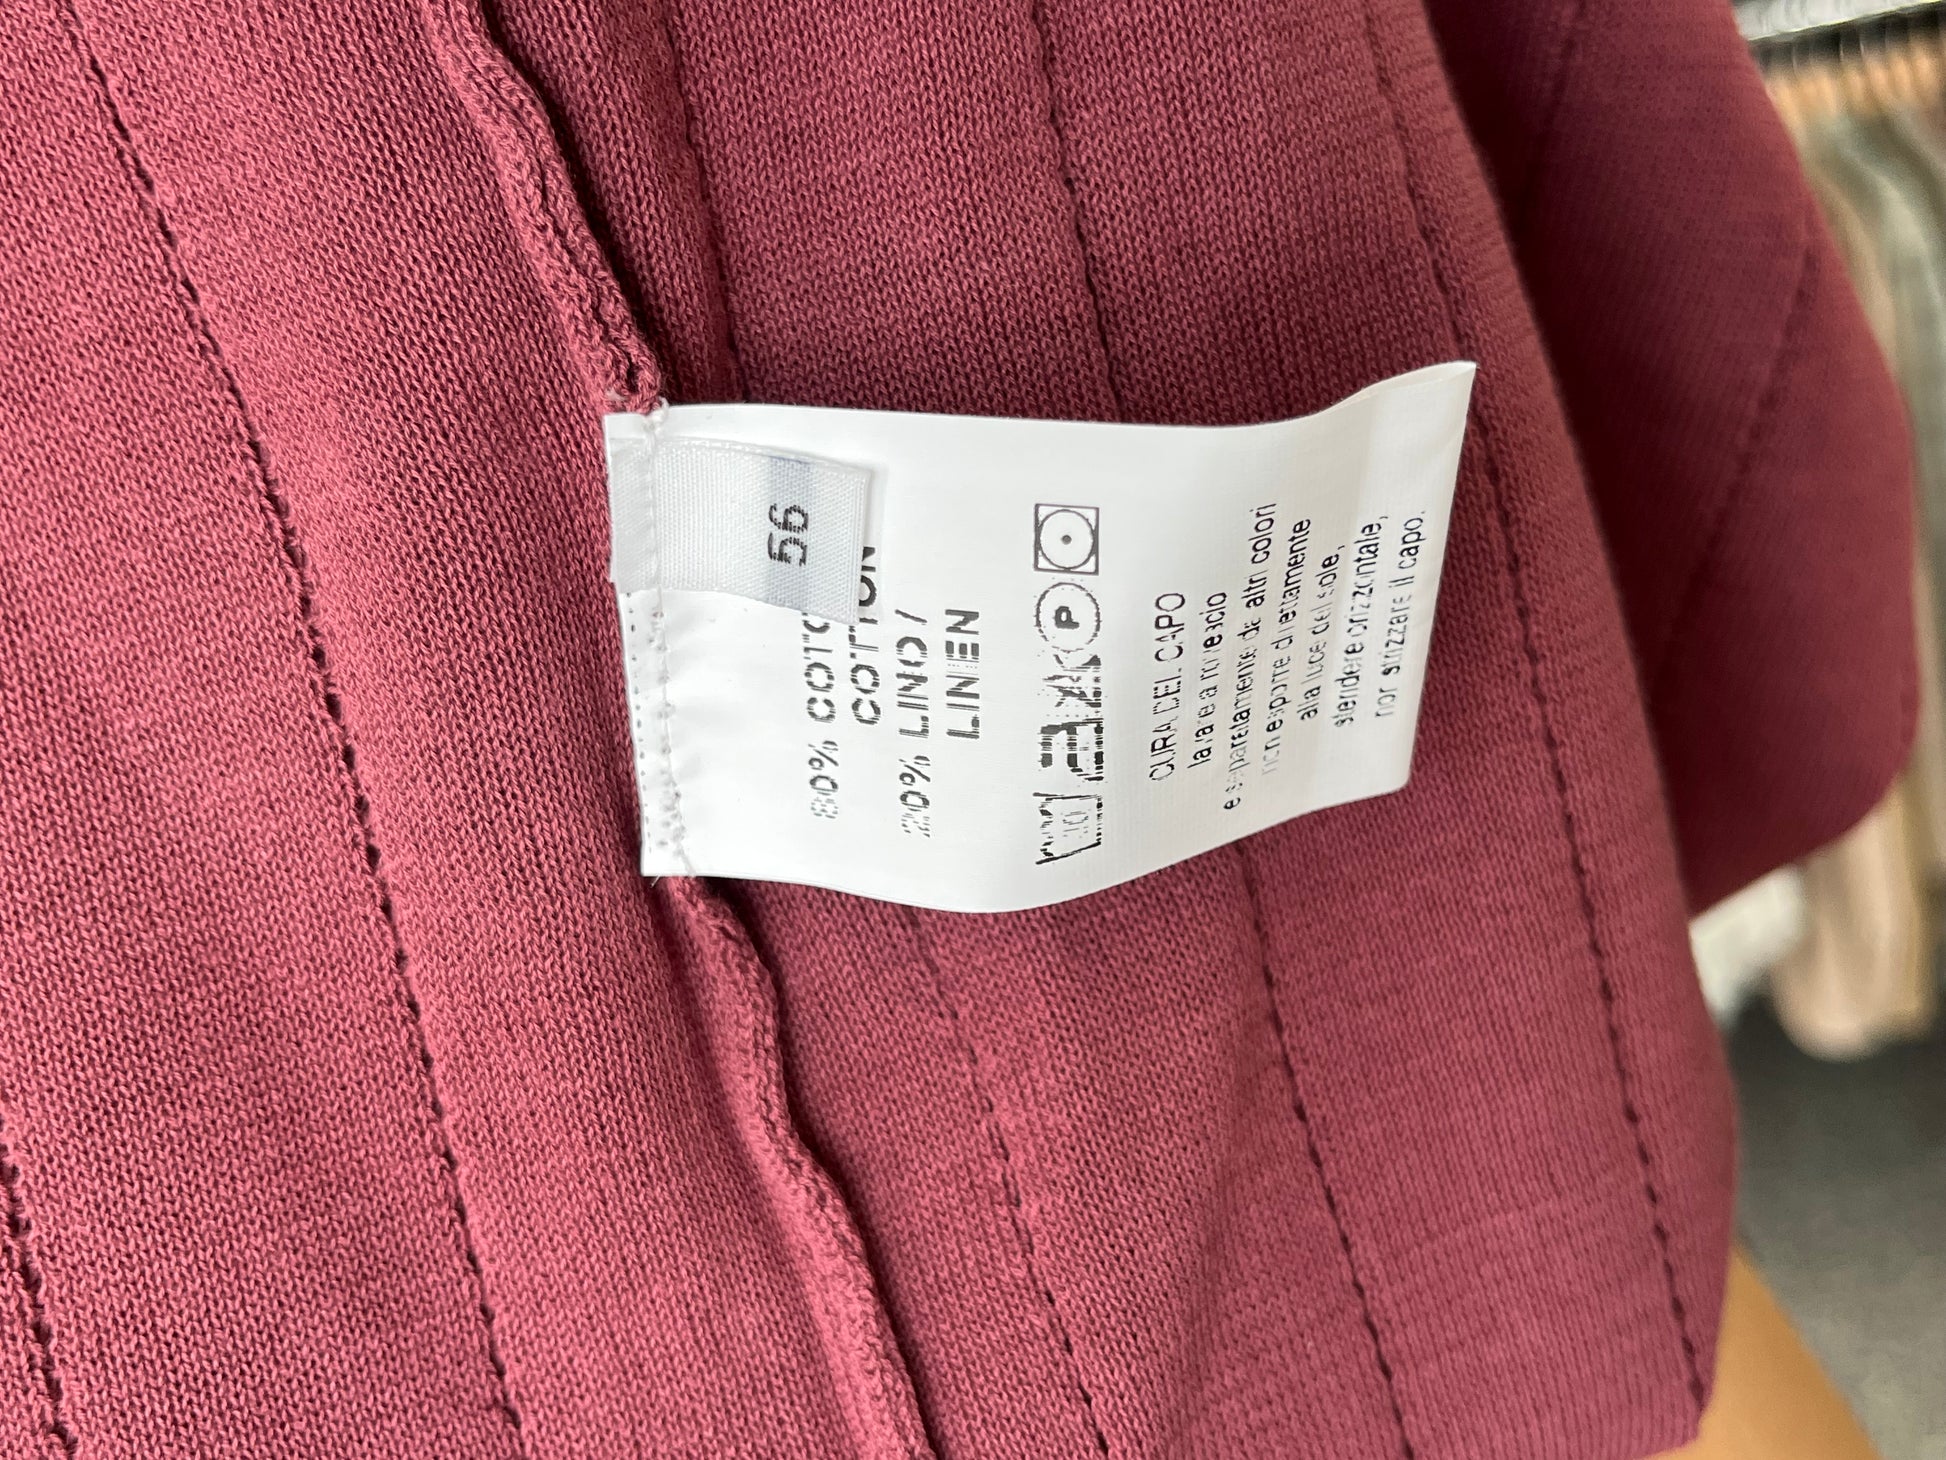 56
80% COTO
COTTON
20% LINO /
LINEN
P
CURA DEL CAPO
lavare a rovescio
e separatamente da altri colori
non esporre direttamente
alla luce del sole,
stendere orizzontale,
non strizzare il capo.